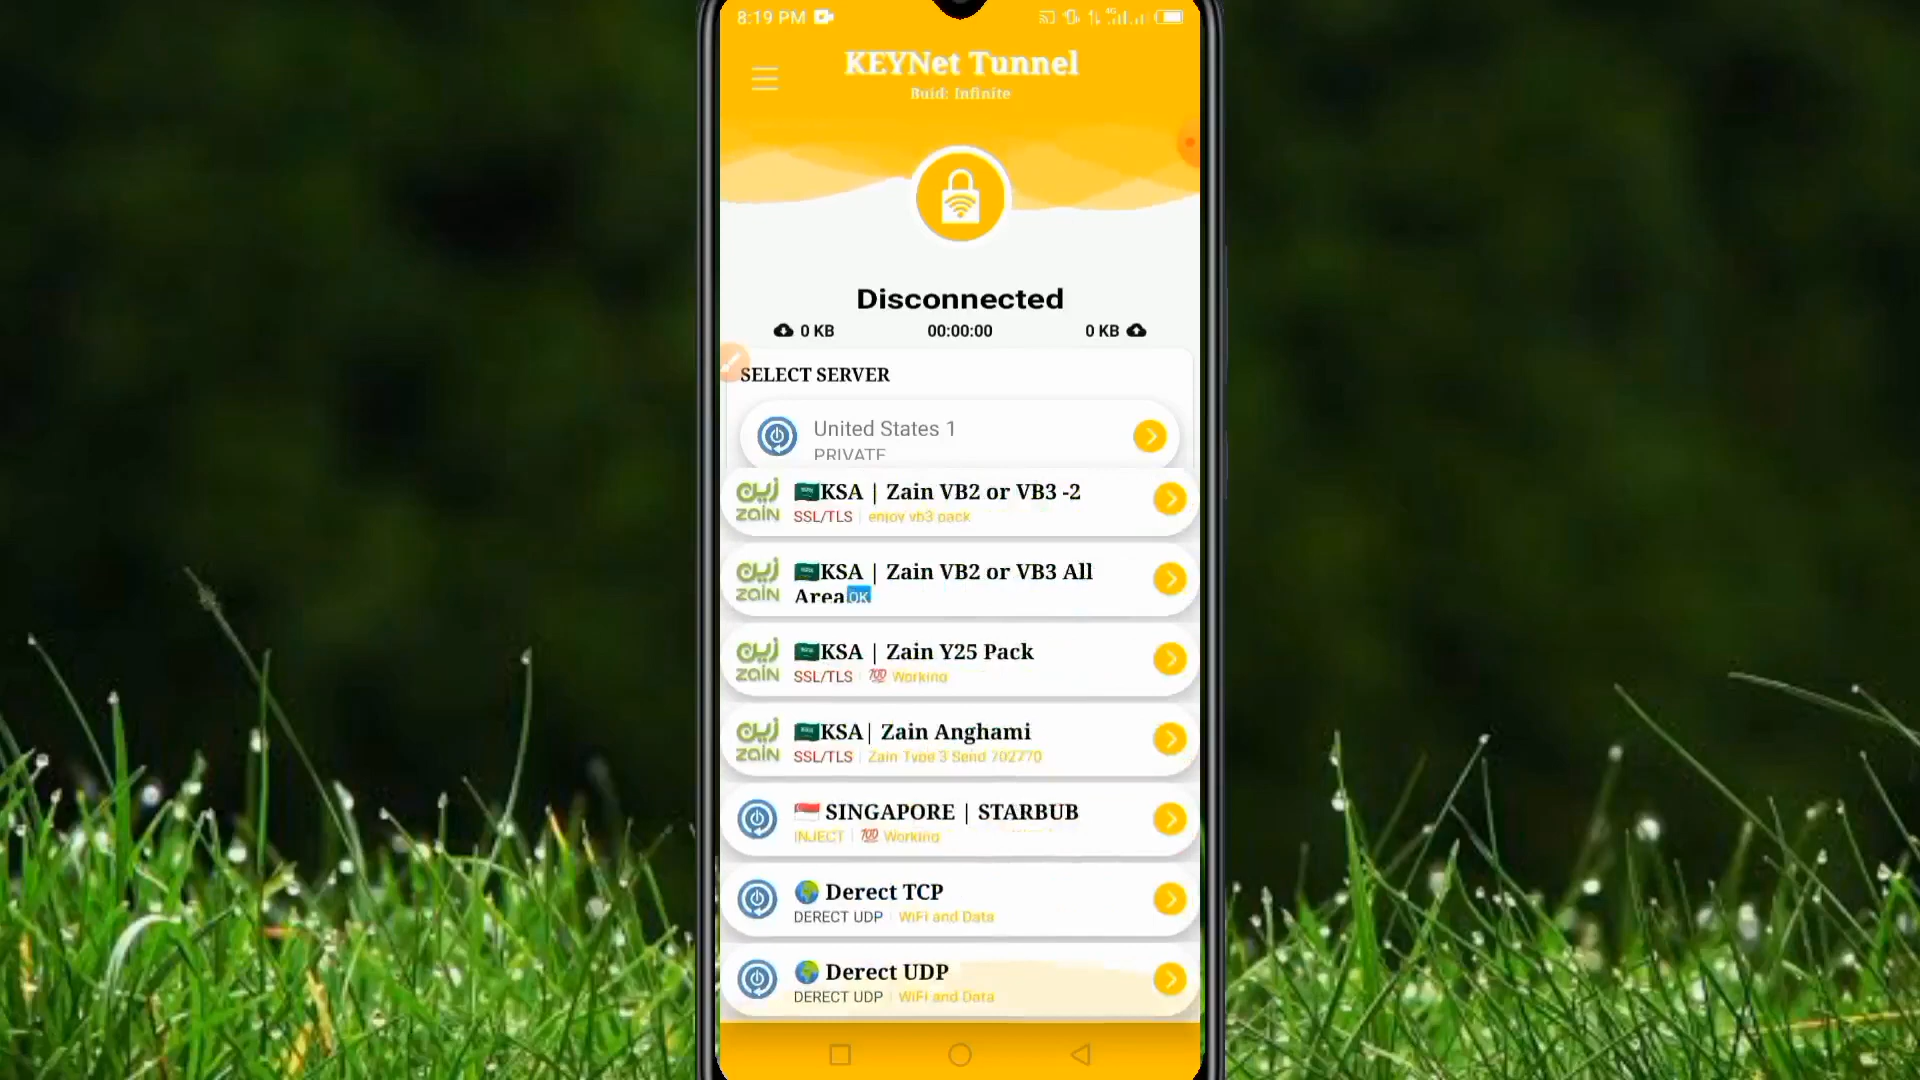 8:19 PM
4G
KEYNet Tunnel
Buid: Infinite
Disconnected
0 KB 00:00:00 0 KB
SELECT SERVER
United States 1
PRIVATE
زين
zain
🇸🇦KSA | Zain VB2 or VB3 -2
SSL/TLS | enjoy vb3 pack
زين
zain
🇸🇦KSA | Zain VB2 or VB3 All
Area🆗
زين
zain
🇸🇦KSA | Zain Y25 Pack
SSL/TLS | 💯 Working
زين
zain
🇸🇦KSA| Zain Anghami
SSL/TLS | Zain Type 3 Send 702770
🇸🇬 SINGAPORE | STARBUB
INJECT | 💯 Working
🌍 Derect TCP
DERECT UDP | WiFi and Data
🌍 Derect UDP
DERECT UDP | WiFi and Data